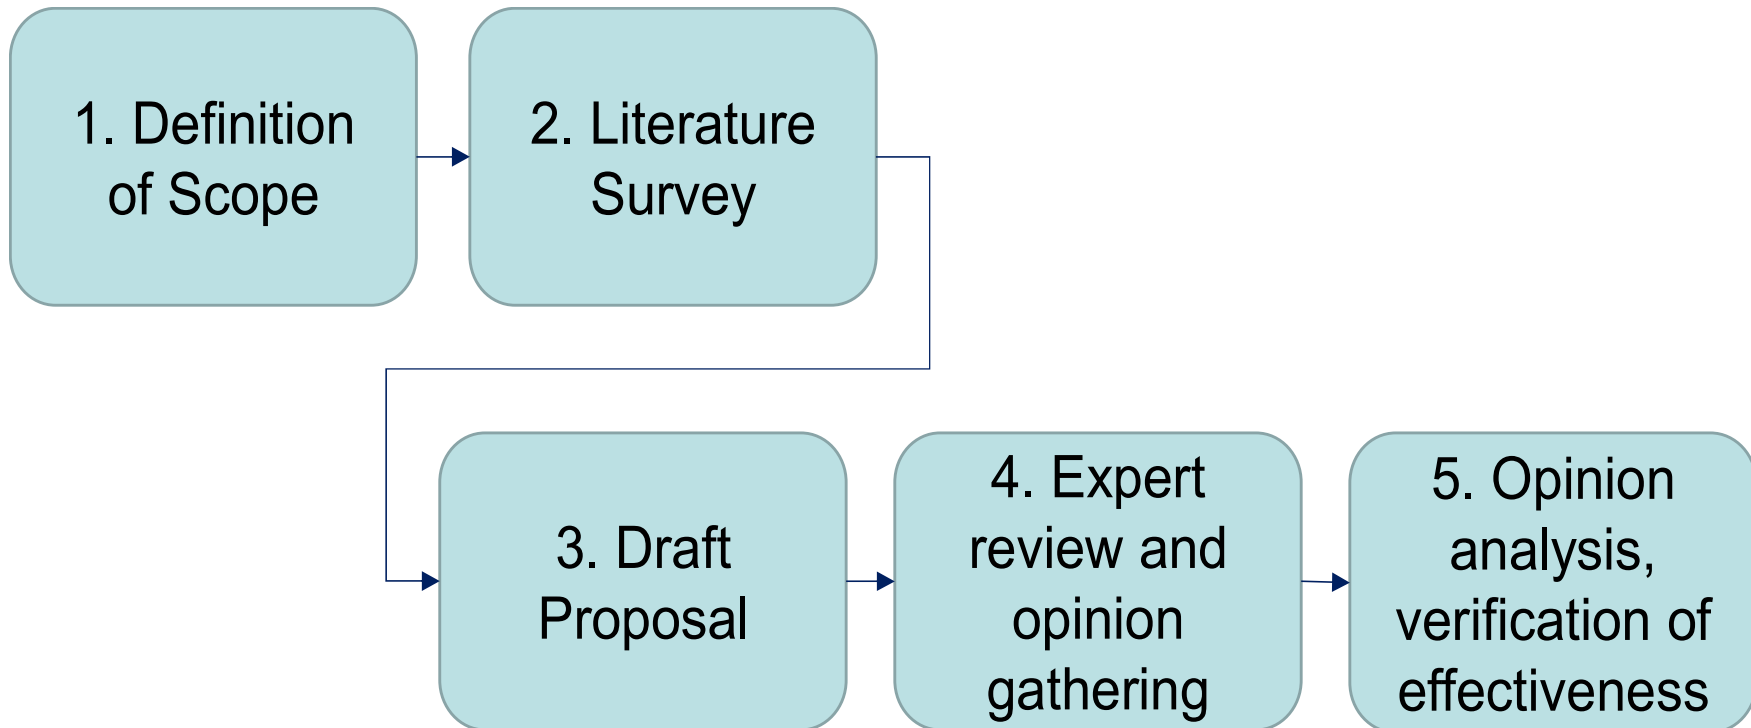 1. Definition
of Scope
2. Literature
Survey
3. Draft
Proposal
4. Expert
review and
opinion
gathering
5. Opinion
analysis,
verification of
effectiveness